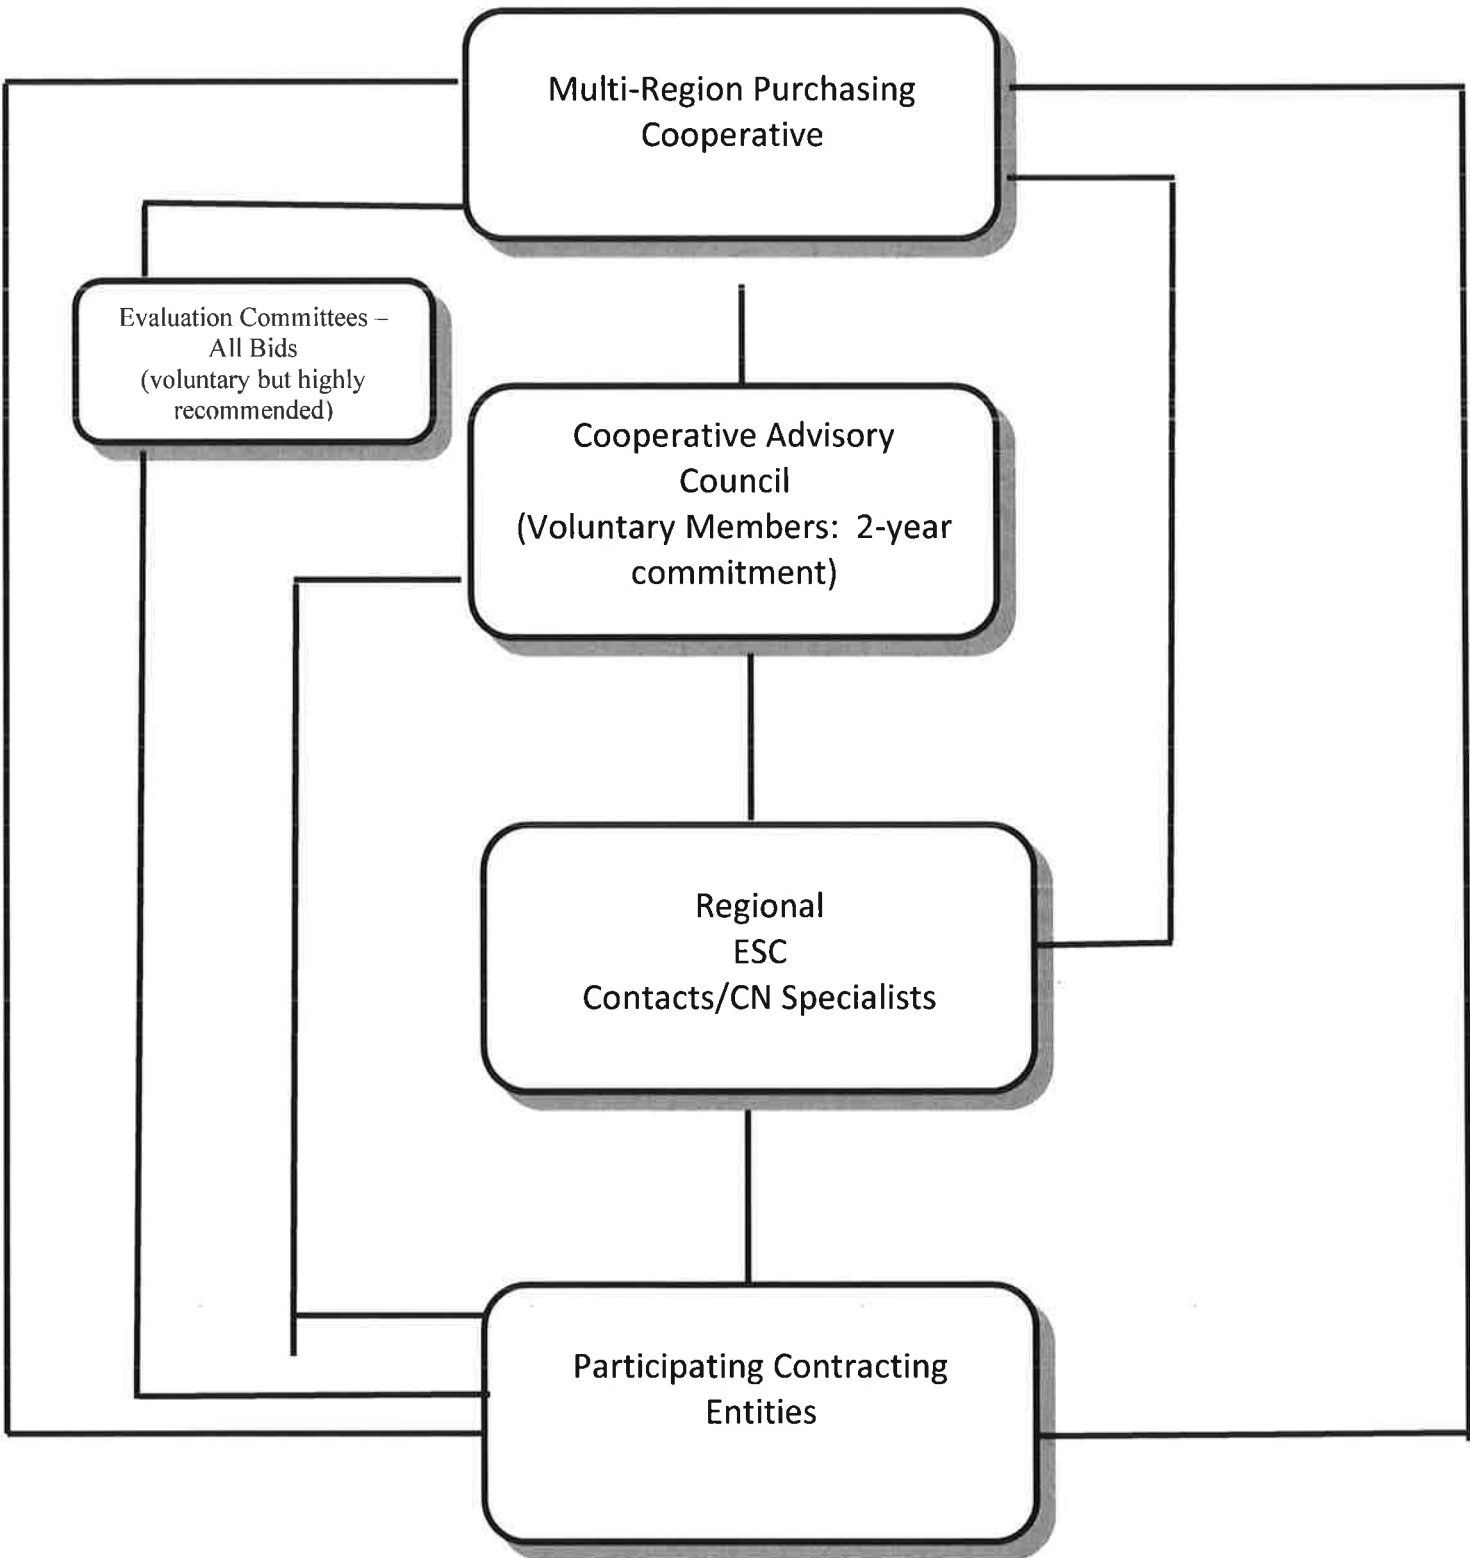 Multi-Region Purchasing
Cooperative
Evaluation Committees –
All Bids
(voluntary but highly
recommended)
Cooperative Advisory
Council
(Voluntary Members:  2-year
commitment)
Regional
ESC
Contacts/CN Specialists
Participating Contracting
Entities